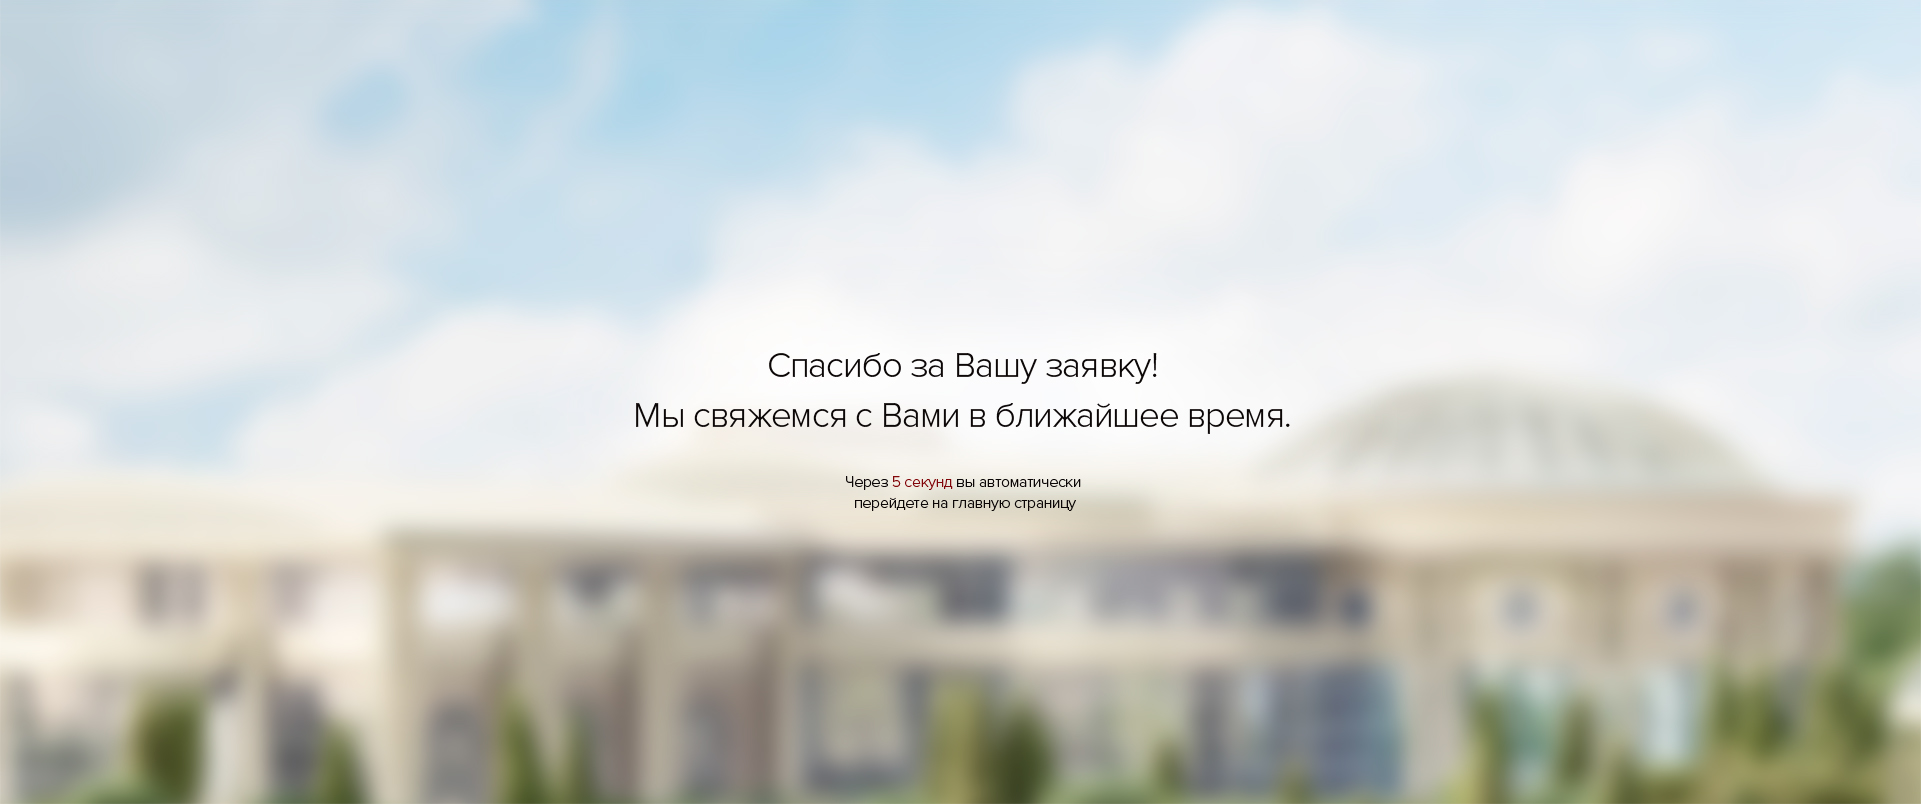 Спасибо за Вашу заявку!
Мы свяжемся с Вами в ближайшее время.
Через 5 секунд вы автоматически
перейдете на главную страницу